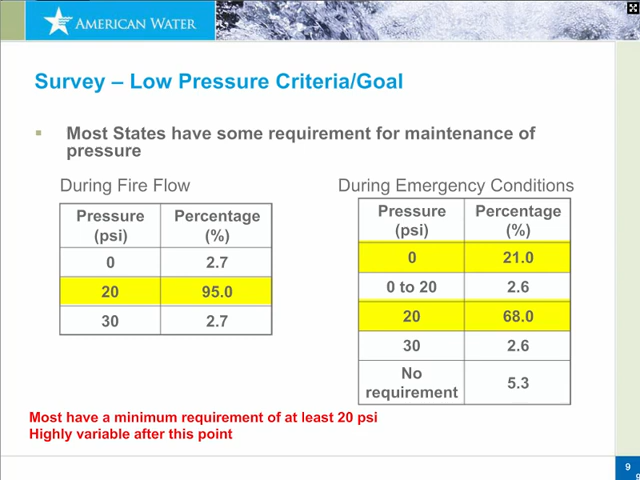 AMERICAN WATER
Survey – Low Pressure Criteria/Goal
Most States have some requirement for maintenance of
pressure
During Fire Flow
Pressure (psi) Percentage (%)
0 2.7
20 95.0
30 2.7
During Emergency Conditions
Pressure (psi) Percentage (%)
0 21.0
0 to 20 2.6
20 68.0
30 2.6
No requirement 5.3
Most have a minimum requirement of at least 20 psi
Highly variable after this point
9